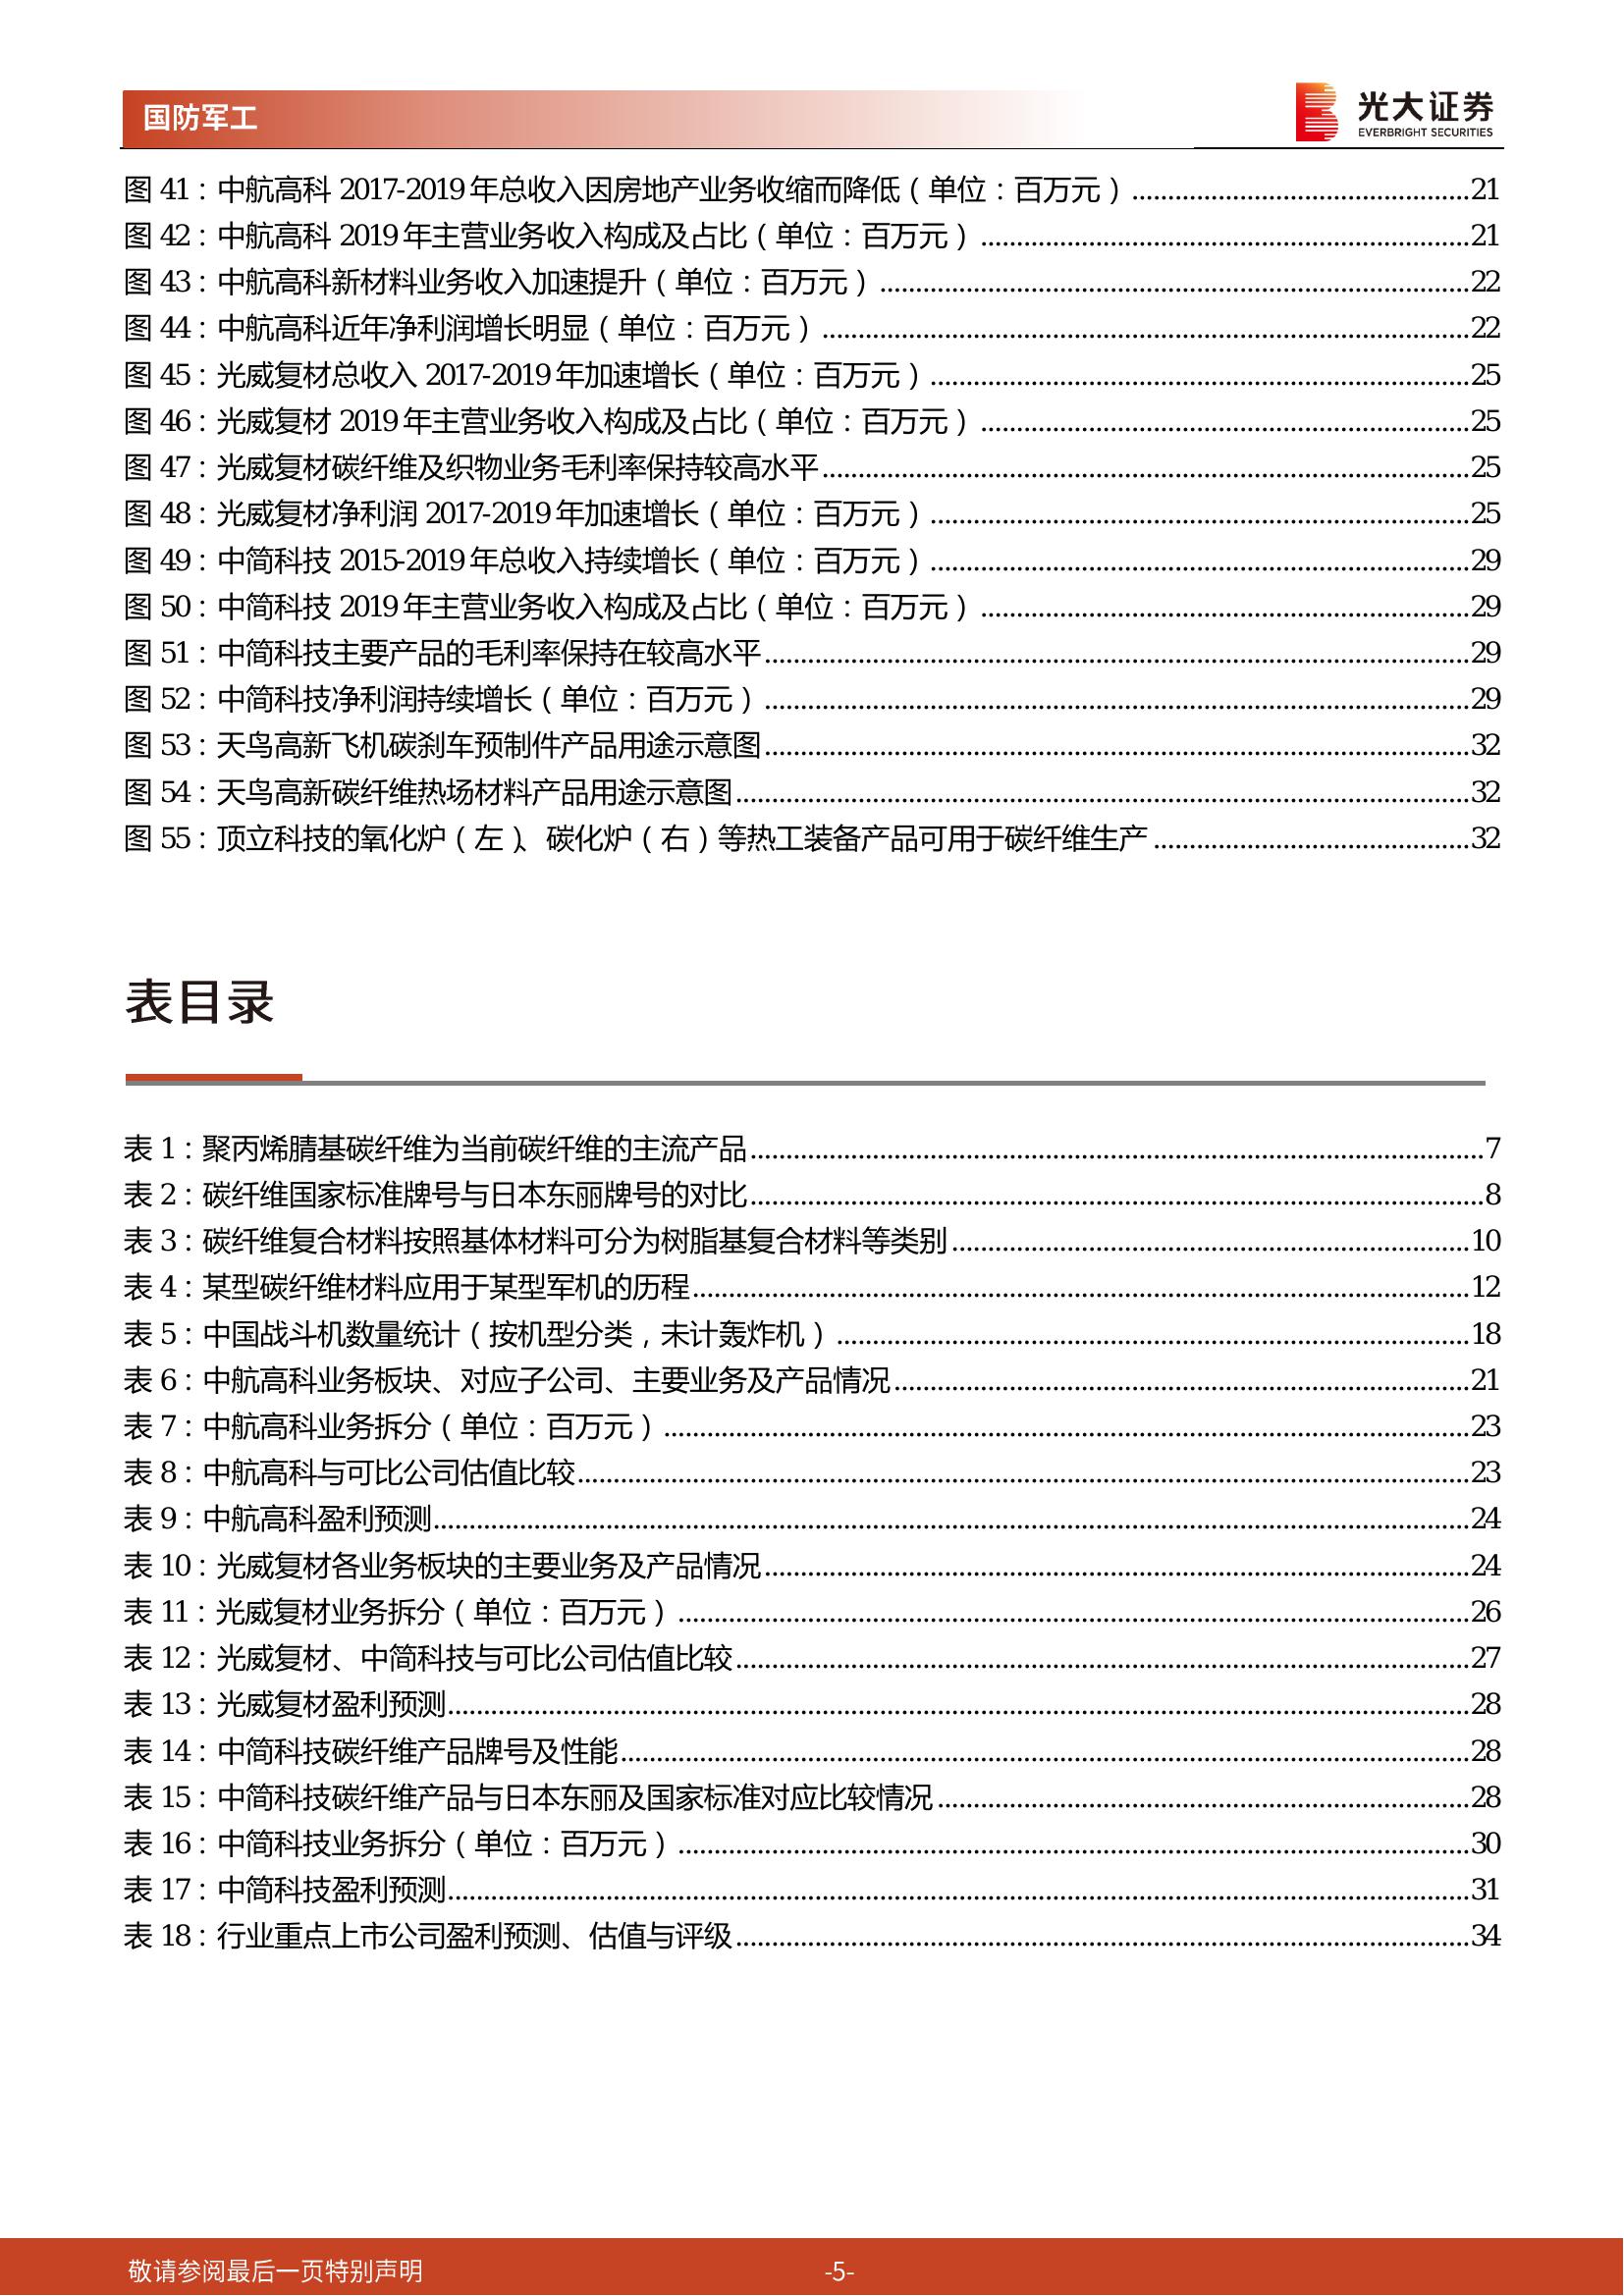 国防军工
光大证券
EVERBRIGHT SECURITIES
图 41：中航高科 2017-2019 年总收入因房地产业务收缩而降低（单位：百万元）......21
图 42：中航高科 2019 年主营业务收入构成及占比（单位：百万元）......21
图 43：中航高科新材料业务收入加速提升（单位：百万元）......22
图 44：中航高科近年净利润增长明显（单位：百万元）......22
图 45：光威复材总收入 2017-2019 年加速增长（单位：百万元）......25
图 46：光威复材 2019 年主营业务收入构成及占比（单位：百万元）......25
图 47：光威复材碳纤维及织物业务毛利率保持较高水平......25
图 48：光威复材净利润 2017-2019 年加速增长（单位：百万元）......25
图 49：中简科技 2015-2019 年总收入持续增长（单位：百万元）......29
图 50：中简科技 2019 年主营业务收入构成及占比（单位：百万元）......29
图 51：中简科技主要产品的毛利率保持在较高水平......29
图 52：中简科技净利润持续增长（单位：百万元）......29
图 53：天鸟高新飞机碳刹车预制件产品用途示意图......32
图 54：天鸟高新碳纤维热场材料产品用途示意图......32
图 55：顶立科技的氧化炉（左）、碳化炉（右）等热工装备产品可用于碳纤维生产......32
表目录
表 1：聚丙烯腈基碳纤维为当前碳纤维的主流产品......7
表 2：碳纤维国家标准牌号与日本东丽牌号的对比......8
表 3：碳纤维复合材料按照基体材料可分为树脂基复合材料等类别......10
表 4：某型碳纤维材料应用于某型军机的历程......12
表 5：中国战斗机数量统计（按机型分类，未计轰炸机）......18
表 6：中航高科业务板块、对应子公司、主要业务及产品情况......21
表 7：中航高科业务拆分（单位：百万元）......23
表 8：中航高科与可比公司估值比较......23
表 9：中航高科盈利预测......24
表 10：光威复材各业务板块的主要业务及产品情况......24
表 11：光威复材业务拆分（单位：百万元）......26
表 12：光威复材、中简科技与可比公司估值比较......27
表 13：光威复材盈利预测......28
表 14：中简科技碳纤维产品牌号及性能......28
表 15：中简科技碳纤维产品与日本东丽及国家标准对应比较情况......28
表 16：中简科技业务拆分（单位：百万元）......30
表 17：中简科技盈利预测......31
表 18：行业重点上市公司盈利预测、估值与评级......34
敬请参阅最后一页特别声明
-5-